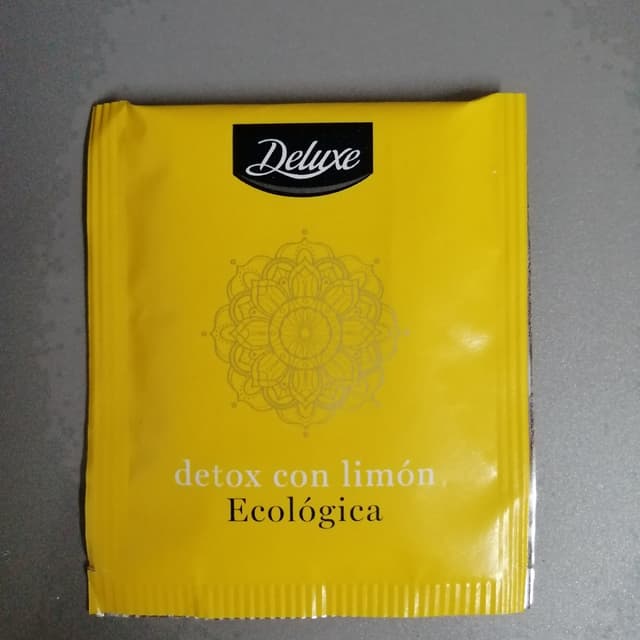 Deluxe
detox con limón
Ecológica